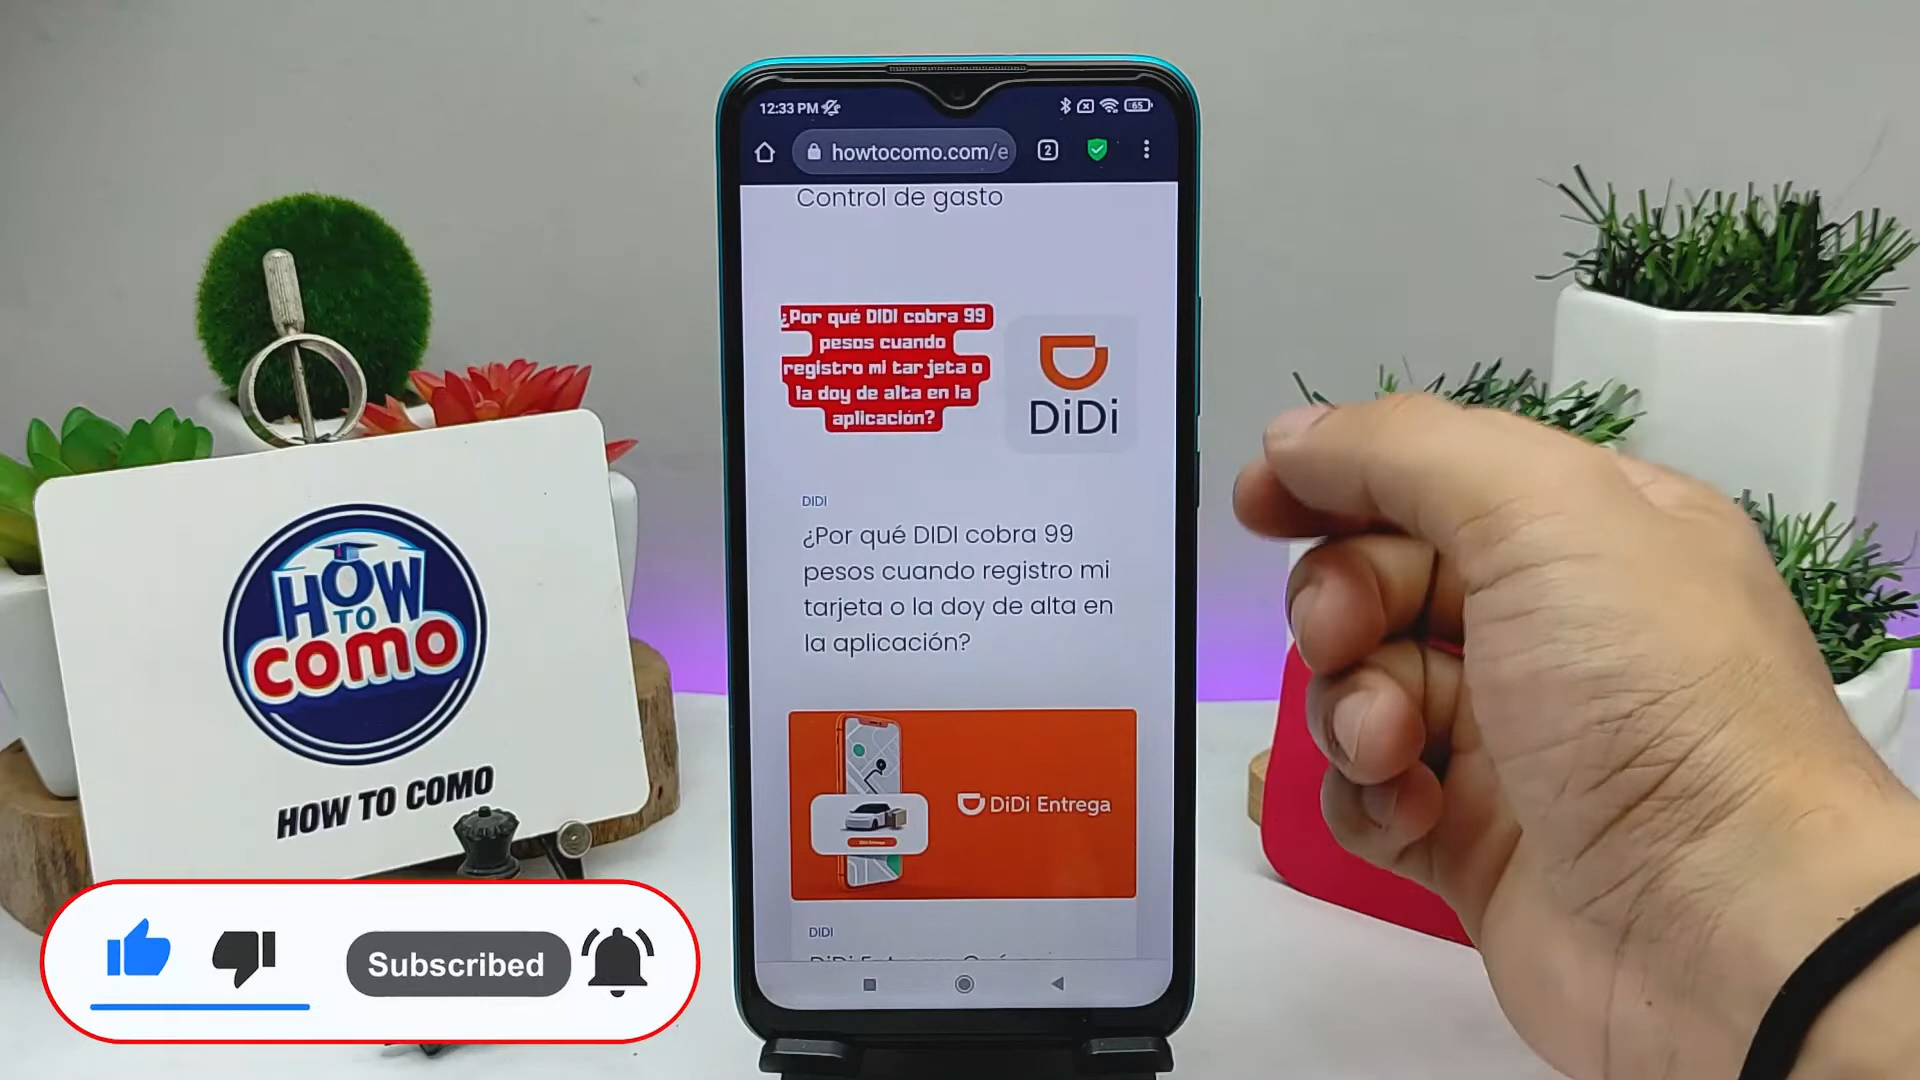 12:33 PM
65
howtocomo.com/e
2
Control de gasto
¿Por qué DIDI cobra 99
pesos cuando
registro mi tarjeta o
la doy de alta en la
aplicación?
DiDi
DIDI
¿Por qué DIDI cobra 99
pesos cuando registro mi
tarjeta o la doy de alta en
la aplicación?
DiDi Entrega
DIDI
HOW
TO
COMO
HOW TO COMO
Subscribed